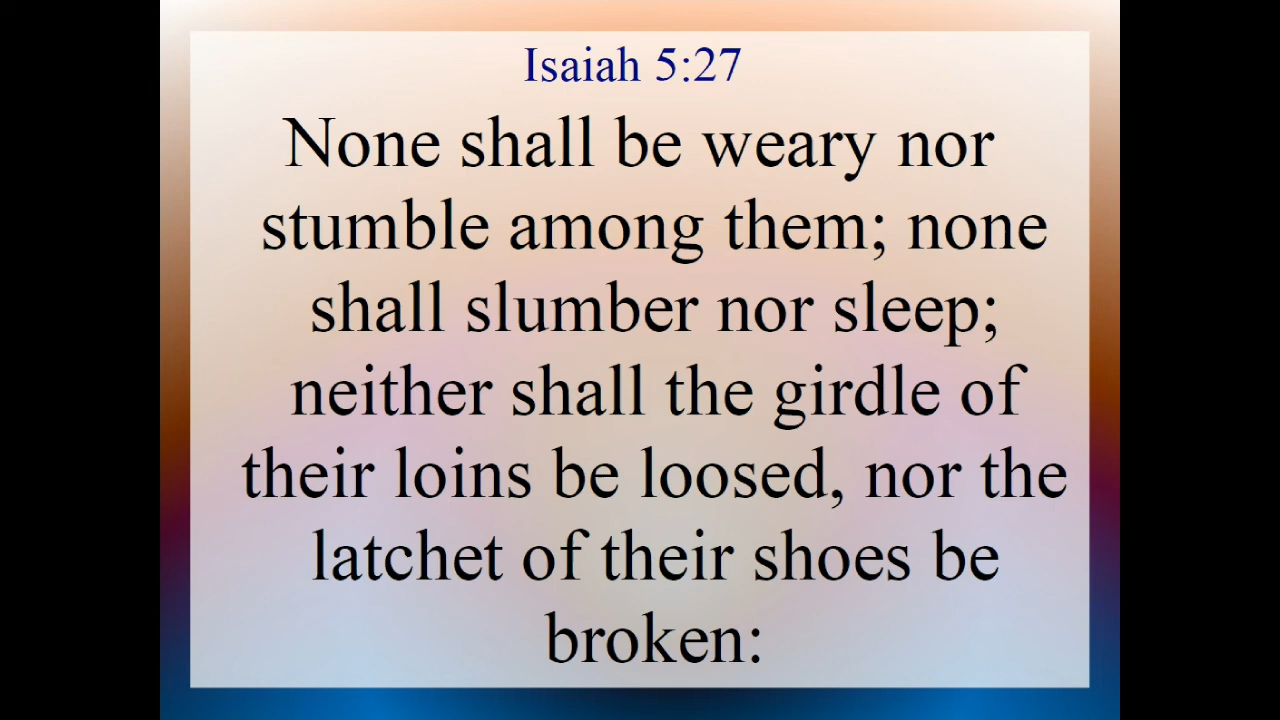 Isaiah 5:27
None shall be weary nor
stumble among them; none
shall slumber nor sleep;
neither shall the girdle of
their loins be loosed, nor the
latchet of their shoes be
broken: